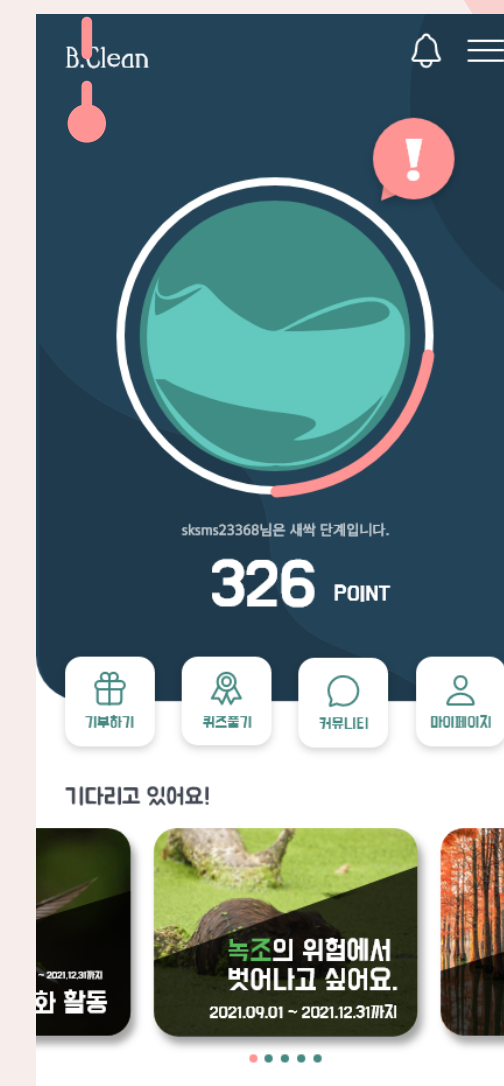 B.Clean
!
sksms23368님은 새싹 단계입니다.
326 POINT
기부하기
퀴즈풀기
커뮤니티
마이페이지
기다리고 있어요!
~ 2021.12.31까지
화 활동
녹조의 위험에서
벗어나고 싶어요.
2021.09.01 ~ 2021.12.31까지